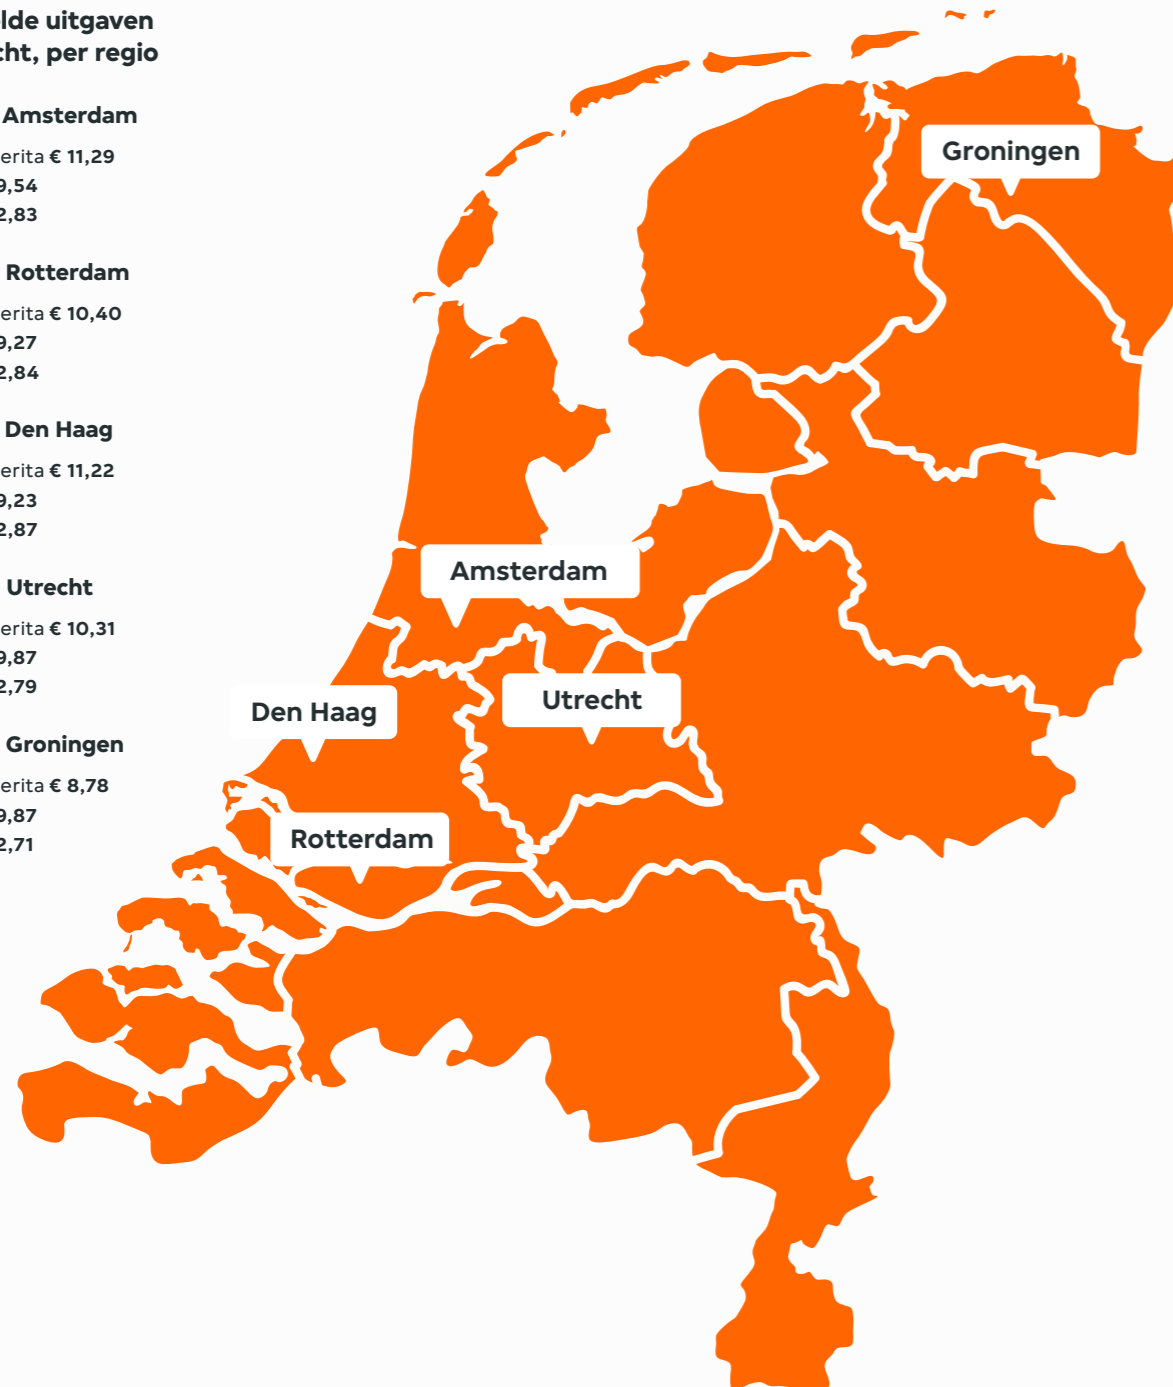 lde uitgaven
cht, per regio
Amsterdam
erita € 11,29
9,54
2,83
Rotterdam
erita € 10,40
9,27
2,84
Den Haag
erita € 11,22
9,23
2,87
Utrecht
erita € 10,31
9,87
2,79
Groningen
erita € 8,78
9,87
2,71
Groningen
Amsterdam
Utrecht
Den Haag
Rotterdam